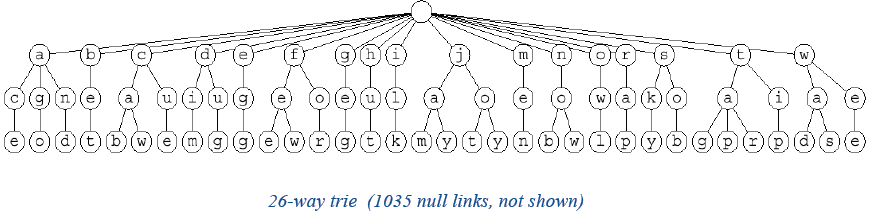 a b c d e f g h i j m n o r s t w
c g n e a u i u g e o e u l a o e o w a k o a i a e
e o d t b w e m g g e w r g t k m y t y n b w l p y b g p r p d s e
26-way trie (1035 null links, not shown)